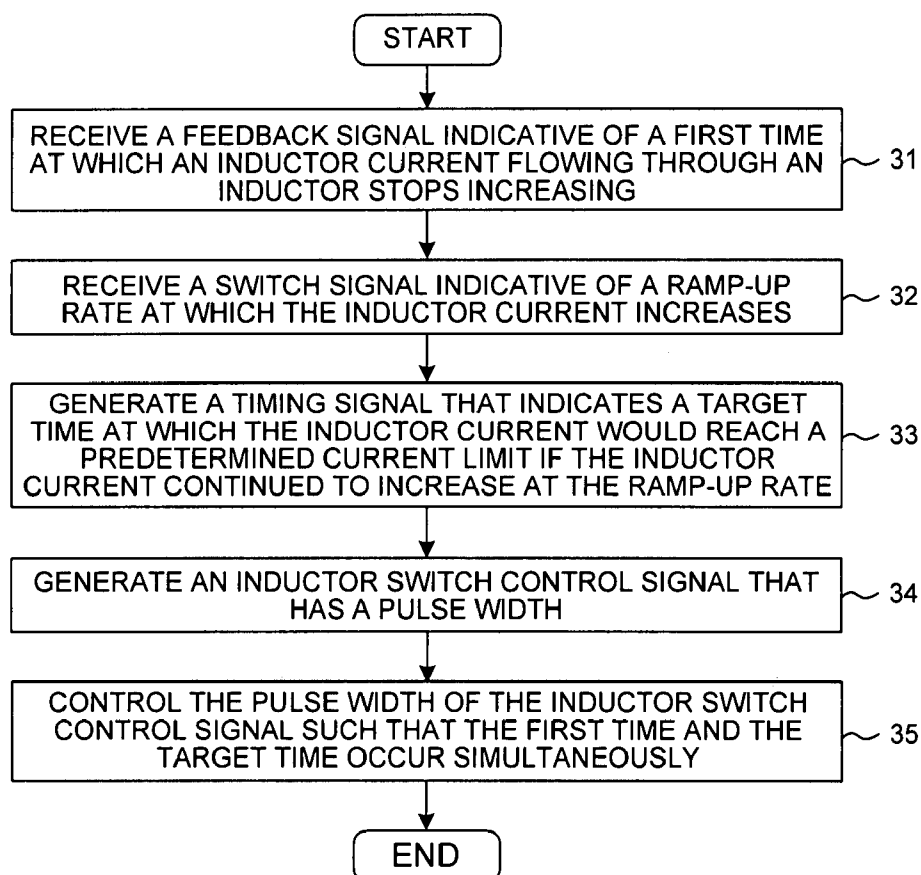 START
RECEIVE A FEEDBACK SIGNAL INDICATIVE OF A FIRST TIME
AT WHICH AN INDUCTOR CURRENT FLOWING THROUGH AN
INDUCTOR STOPS INCREASING
31
RECEIVE A SWITCH SIGNAL INDICATIVE OF A RAMP-UP
RATE AT WHICH THE INDUCTOR CURRENT INCREASES
32
GENERATE A TIMING SIGNAL THAT INDICATES A TARGET
TIME AT WHICH THE INDUCTOR CURRENT WOULD REACH A
PREDETERMINED CURRENT LIMIT IF THE INDUCTOR
CURRENT CONTINUED TO INCREASE AT THE RAMP-UP RATE
33
GENERATE AN INDUCTOR SWITCH CONTROL SIGNAL THAT
HAS A PULSE WIDTH
34
CONTROL THE PULSE WIDTH OF THE INDUCTOR SWITCH
CONTROL SIGNAL SUCH THAT THE FIRST TIME AND THE
TARGET TIME OCCUR SIMULTANEOUSLY
35
END